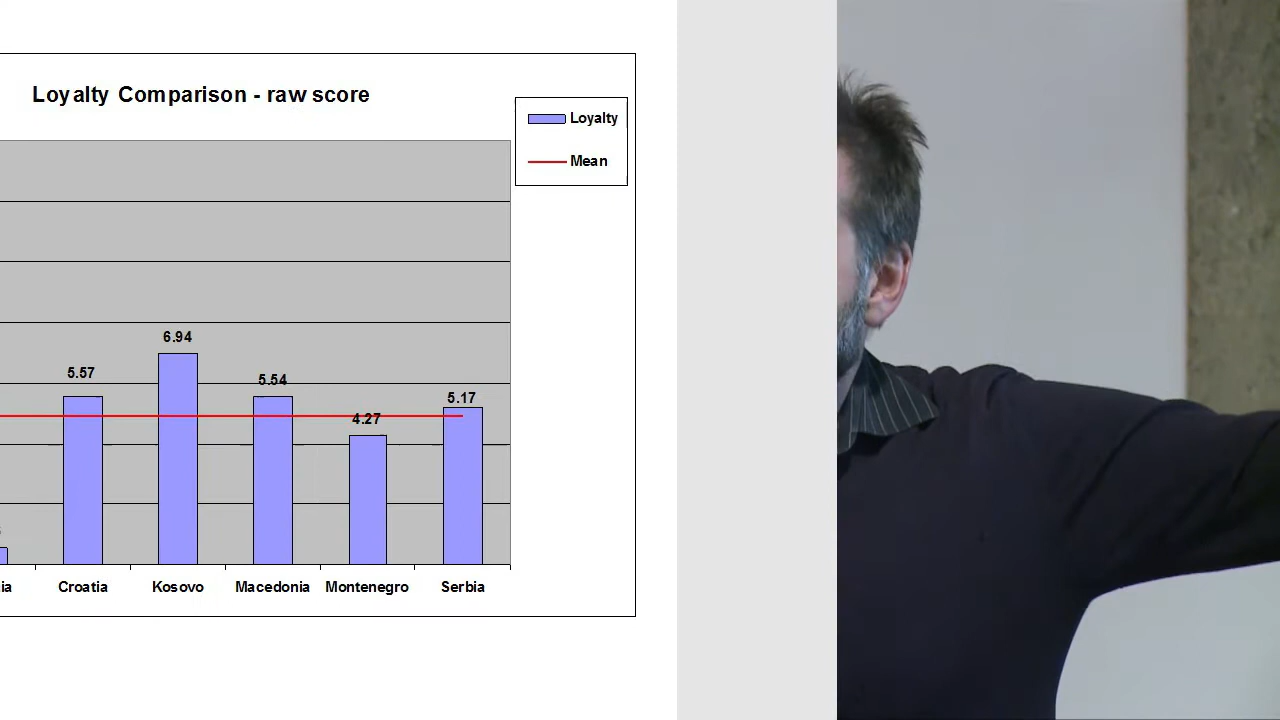 Loyalty Comparison - raw score
Loyalty
Mean
6.94
5.57
5.54
5.17
4.27
ia
Croatia
Kosovo
Macedonia
Montenegro
Serbia